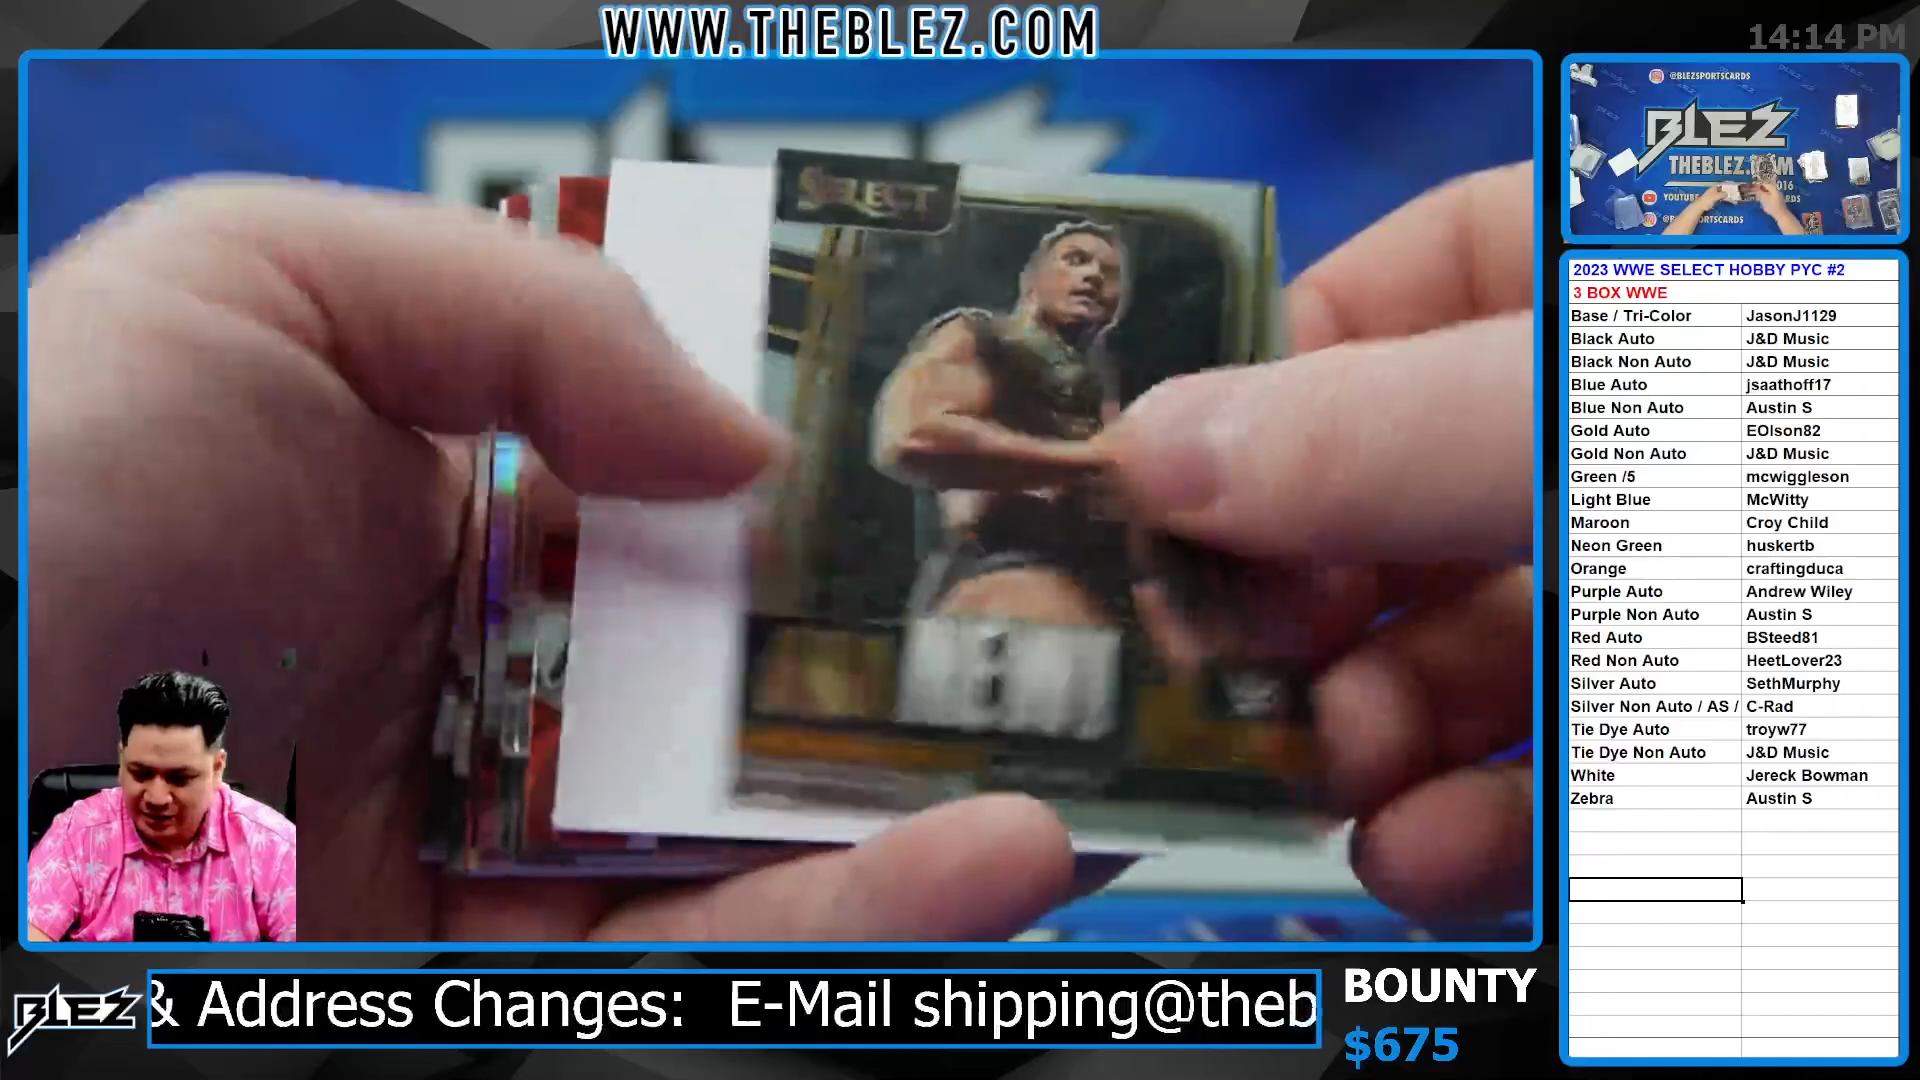 WWW.THEBLEZ.COM
14:14 PM
@BLEZSPORTSCARDS
BLEZ
THEBLEZ.COM
SELECT
2023 WWE SELECT HOBBY PYC #2
3 BOX WWE
Base / Tri-Color JasonJ1129
Black Auto J&D Music
Black Non Auto J&D Music
Blue Auto jsaathoff17
Blue Non Auto Austin S
Gold Auto EOlson82
Gold Non Auto J&D Music
Green /5 mcwiggleson
Light Blue McWitty
Maroon Croy Child
Neon Green huskertb
Orange craftingduca
Purple Auto Andrew Wiley
Purple Non Auto Austin S
Red Auto BSteed81
Red Non Auto HeetLover23
Silver Auto SethMurphy
Silver Non Auto / AS / C-Rad
Tie Dye Auto troyw77
Tie Dye Non Auto J&D Music
White Jereck Bowman
Zebra Austin S
BLEZ
& Address Changes: E-Mail shipping@theb
BOUNTY
$675